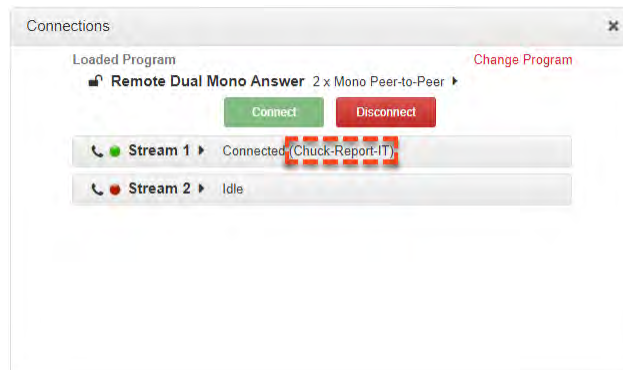 Connections
Loaded Program Change Program
Remote Dual Mono Answer 2 x Mono Peer-to-Peer
Connect Disconnect
Stream 1 Connected (Chuck-Report-IT)
Stream 2 Idle